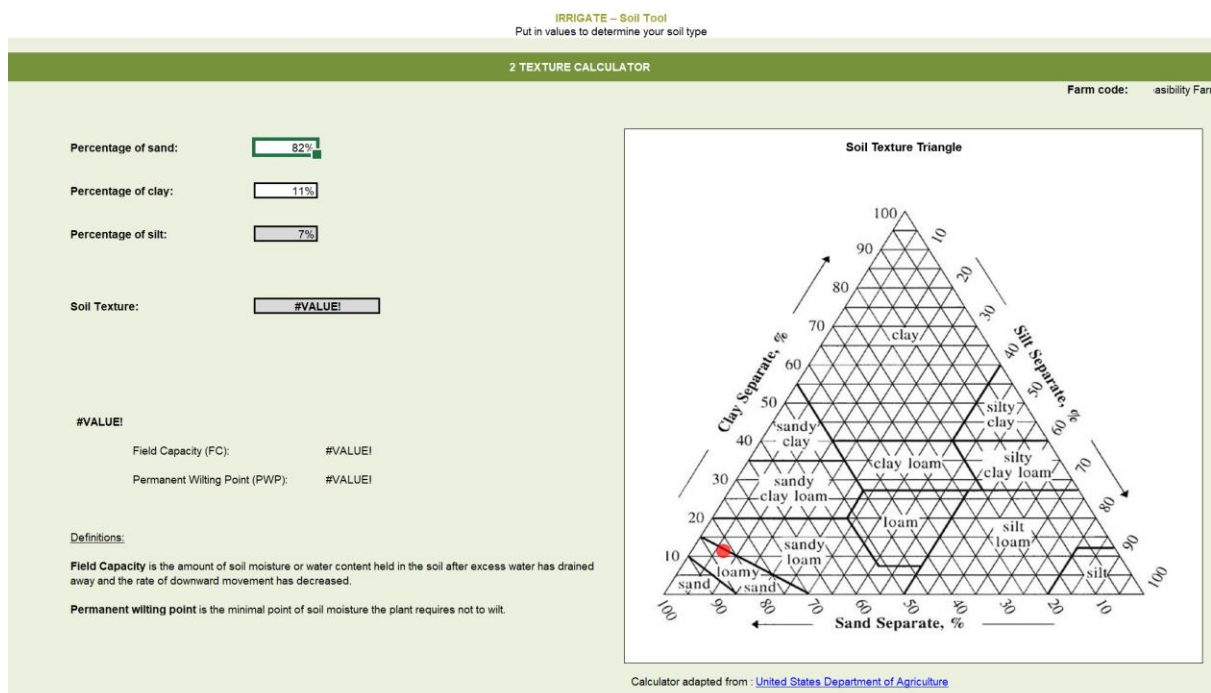 IRRIGATE – Soil Tool
Put in values to determine your soil type
2 TEXTURE CALCULATOR
Farm code: asibility Far
Percentage of sand: 82%
Percentage of clay: 11%
Percentage of silt: 7%
Soil Texture: #VALUE!
#VALUE!
Field Capacity (FC): #VALUE!
Permanent Wilting Point (PWP): #VALUE!
Definitions:
Field Capacity is the amount of soil moisture or water content held in the soil after excess water has drained
away and the rate of downward movement has decreased.
Permanent wilting point is the minimal point of soil moisture the plant requires not to wilt.
Soil Texture Triangle
100
90
80
70
60
50
40
30
20
10
Clay Separate, %
10
20
30
40
50
60
70
80
90
100
Silt Separate, %
clay
silty
clay
sandy
clay
clay loam
silty
clay loam
sandy
clay loam
loam
silt
loam
sandy
loam
loamy
sand
sand
silt
100 90 80 70 60 50 40 30 20 10
Sand Separate, %
Calculator adapted from : United States Department of Agriculture